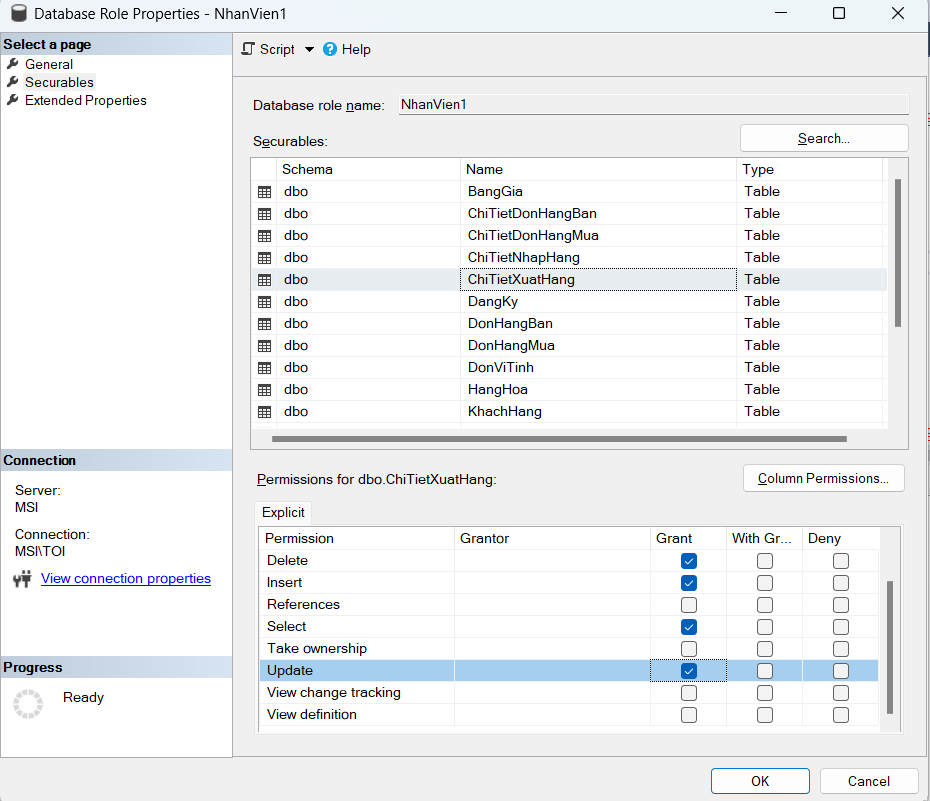 Database Role Properties - NhanVien1
Select a page
General
Securables
Extended Properties
Script Help
Database role name: NhanVien1
Securables: Search...
Schema Name Type
dbo BangGia Table
dbo ChiTietDonHangBan Table
dbo ChiTietDonHangMua Table
dbo ChiTietNhapHang Table
dbo ChiTietXuatHang Table
dbo DangKy Table
dbo DonHangBan Table
dbo DonHangMua Table
dbo DonViTinh Table
dbo HangHoa Table
dbo KhachHang Table
Connection
Server:
MSI
Connection:
MSI\TOI
View connection properties
Progress
Ready
Permissions for dbo.ChiTietXuatHang: Column Permissions...
Explicit
Permission Grantor Grant With Gr... Deny
Delete
Insert
References
Select
Take ownership
Update
View change tracking
View definition
OK Cancel